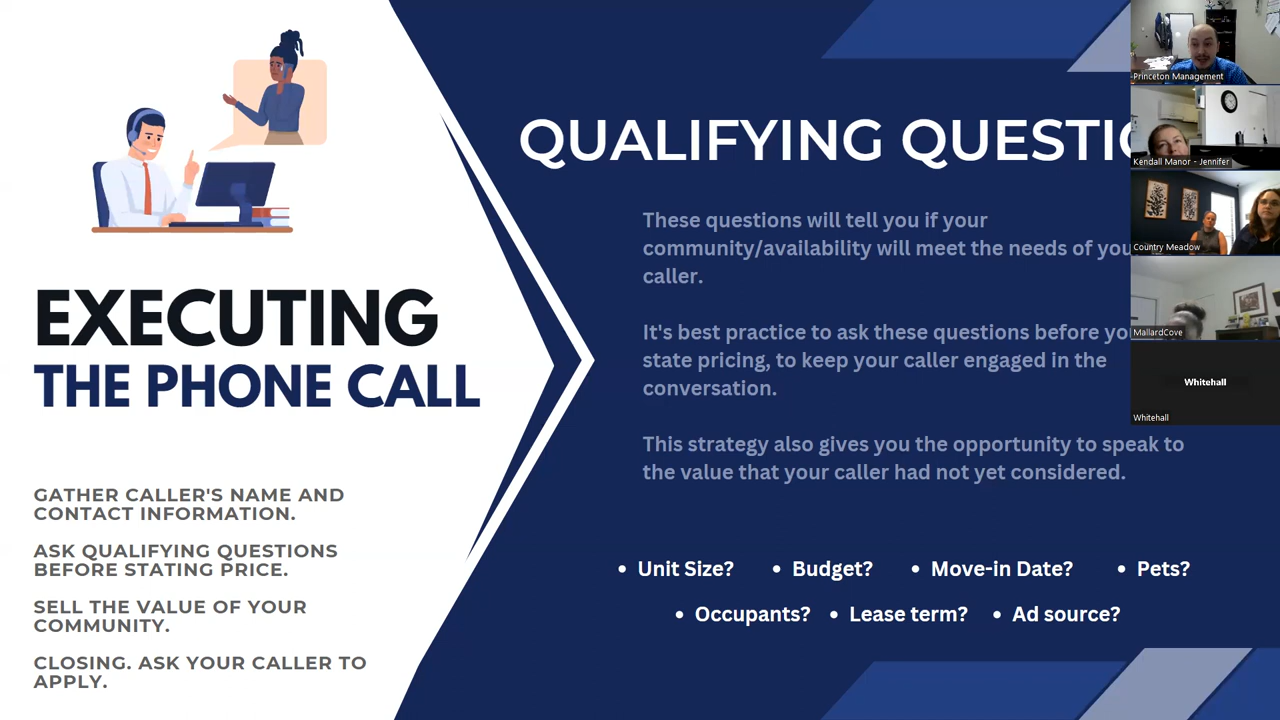 EXECUTING
THE PHONE CALL
GATHER CALLER'S NAME AND
CONTACT INFORMATION.
ASK QUALIFYING QUESTIONS
BEFORE STATING PRICE.
SELL THE VALUE OF YOUR
COMMUNITY.
CLOSING. ASK YOUR CALLER TO
APPLY.
QUALIFYING QUESTIO
These questions will tell you if your
community/availability will meet the needs of you
caller.
It's best practice to ask these questions before yo
state pricing, to keep your caller engaged in the
conversation.
This strategy also gives you the opportunity to speak to
the value that your caller had not yet considered.
• Unit Size? • Budget? • Move-in Date? • Pets?
• Occupants? • Lease term? • Ad source?
Princeton Management
Kendall Manor - Jennifer
Country Meadow
MallardCove
Whitehall
Whitehall